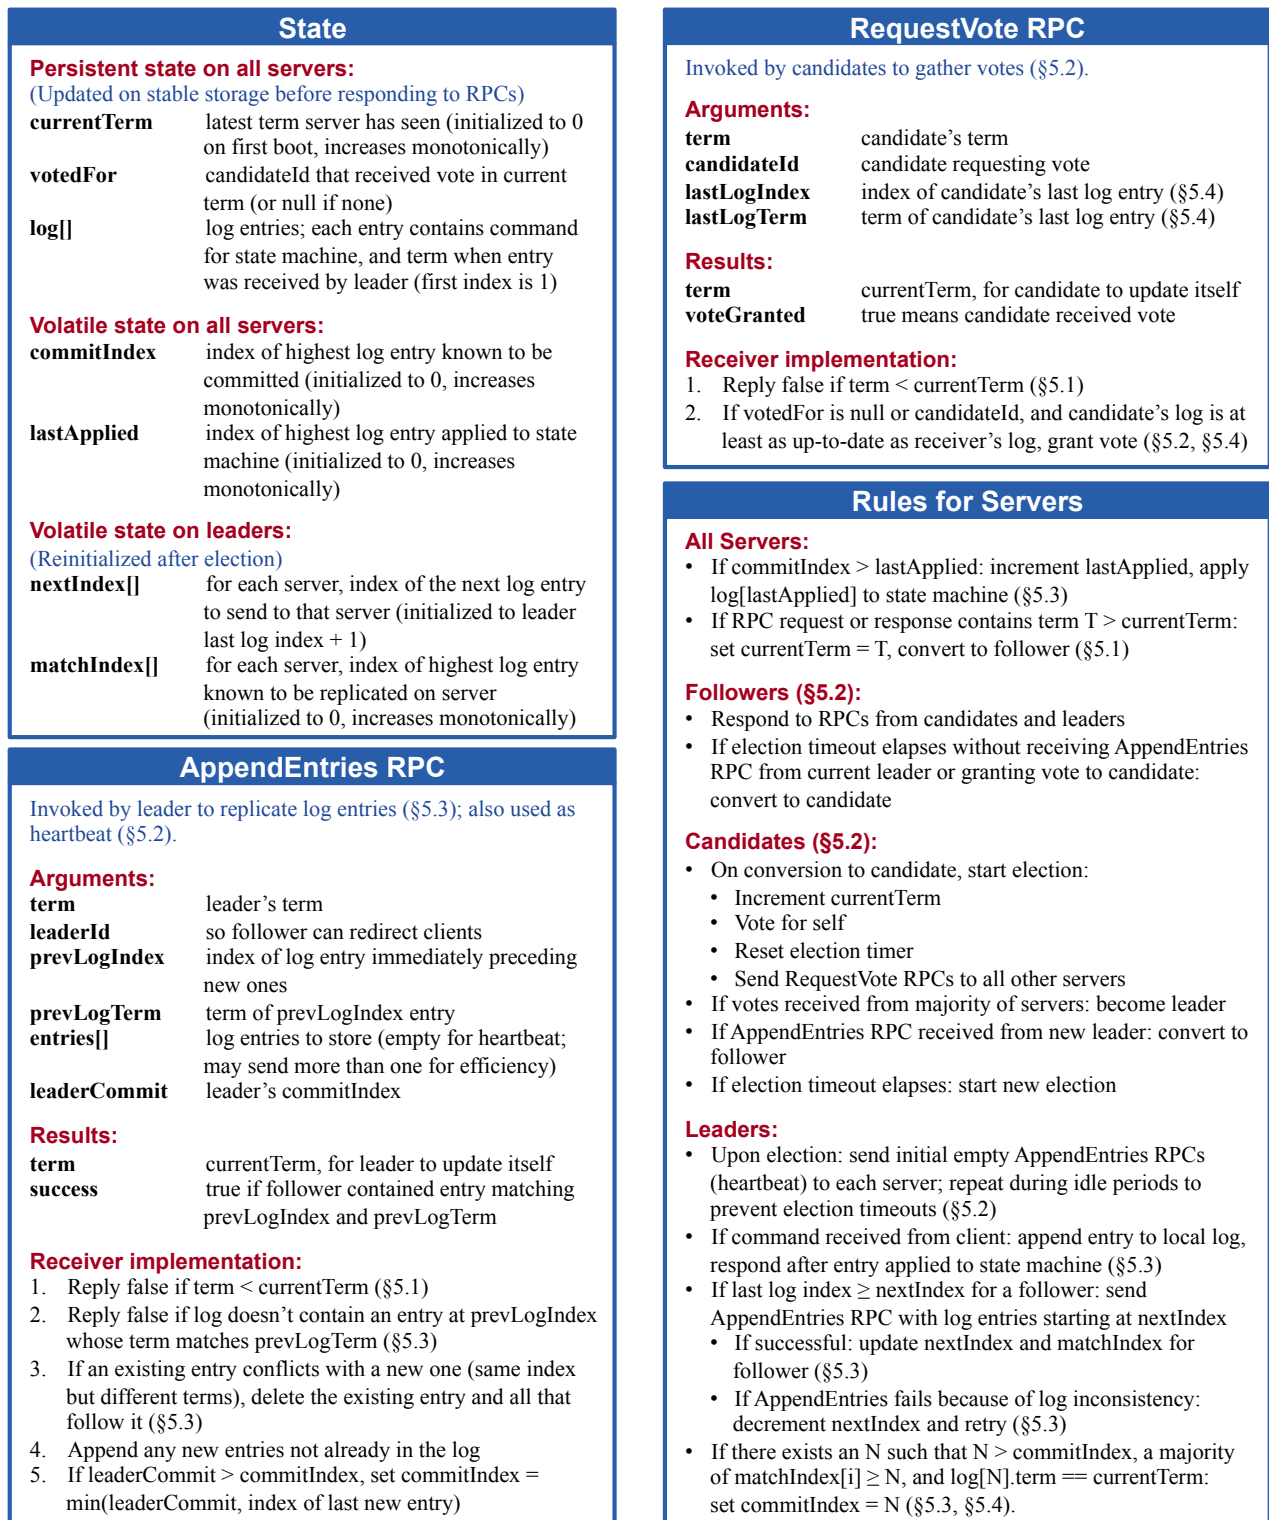 State
Persistent state on all servers:
(Updated on stable storage before responding to RPCs)
currentTerm latest term server has seen (initialized to 0
on first boot, increases monotonically)
votedFor candidateId that received vote in current
term (or null if none)
log[] log entries; each entry contains command
for state machine, and term when entry
was received by leader (first index is 1)
Volatile state on all servers:
commitIndex index of highest log entry known to be
committed (initialized to 0, increases
monotonically)
lastApplied index of highest log entry applied to state
machine (initialized to 0, increases
monotonically)
Volatile state on leaders:
(Reinitialized after election)
nextIndex[] for each server, index of the next log entry
to send to that server (initialized to leader
last log index + 1)
matchIndex[] for each server, index of highest log entry
known to be replicated on server
(initialized to 0, increases monotonically)
AppendEntries RPC
Invoked by leader to replicate log entries (§5.3); also used as
heartbeat (§5.2).
Arguments:
term leader’s term
leaderId so follower can redirect clients
prevLogIndex index of log entry immediately preceding
new ones
prevLogTerm term of prevLogIndex entry
entries[] log entries to store (empty for heartbeat;
may send more than one for efficiency)
leaderCommit leader’s commitIndex
Results:
term currentTerm, for leader to update itself
success true if follower contained entry matching
prevLogIndex and prevLogTerm
Receiver implementation:
1. Reply false if term < currentTerm (§5.1)
2. Reply false if log doesn’t contain an entry at prevLogIndex
whose term matches prevLogTerm (§5.3)
3. If an existing entry conflicts with a new one (same index
but different terms), delete the existing entry and all that
follow it (§5.3)
4. Append any new entries not already in the log
5. If leaderCommit > commitIndex, set commitIndex =
min(leaderCommit, index of last new entry)
RequestVote RPC
Invoked by candidates to gather votes (§5.2).
Arguments:
term candidate’s term
candidateId candidate requesting vote
lastLogIndex index of candidate’s last log entry (§5.4)
lastLogTerm term of candidate’s last log entry (§5.4)
Results:
term currentTerm, for candidate to update itself
voteGranted true means candidate received vote
Receiver implementation:
1. Reply false if term < currentTerm (§5.1)
2. If votedFor is null or candidateId, and candidate’s log is at
least as up-to-date as receiver’s log, grant vote (§5.2, §5.4)
Rules for Servers
All Servers:
• If commitIndex > lastApplied: increment lastApplied, apply
log[lastApplied] to state machine (§5.3)
• If RPC request or response contains term T > currentTerm:
set currentTerm = T, convert to follower (§5.1)
Followers (§5.2):
• Respond to RPCs from candidates and leaders
• If election timeout elapses without receiving AppendEntries
RPC from current leader or granting vote to candidate:
convert to candidate
Candidates (§5.2):
• On conversion to candidate, start election:
• Increment currentTerm
• Vote for self
• Reset election timer
• Send RequestVote RPCs to all other servers
• If votes received from majority of servers: become leader
• If AppendEntries RPC received from new leader: convert to
follower
• If election timeout elapses: start new election
Leaders:
• Upon election: send initial empty AppendEntries RPCs
(heartbeat) to each server; repeat during idle periods to
prevent election timeouts (§5.2)
• If command received from client: append entry to local log,
respond after entry applied to state machine (§5.3)
• If last log index ≥ nextIndex for a follower: send
AppendEntries RPC with log entries starting at nextIndex
• If successful: update nextIndex and matchIndex for
follower (§5.3)
• If AppendEntries fails because of log inconsistency:
decrement nextIndex and retry (§5.3)
• If there exists an N such that N > commitIndex, a majority
of matchIndex[i] ≥ N, and log[N].term == currentTerm:
set commitIndex = N (§5.3, §5.4).